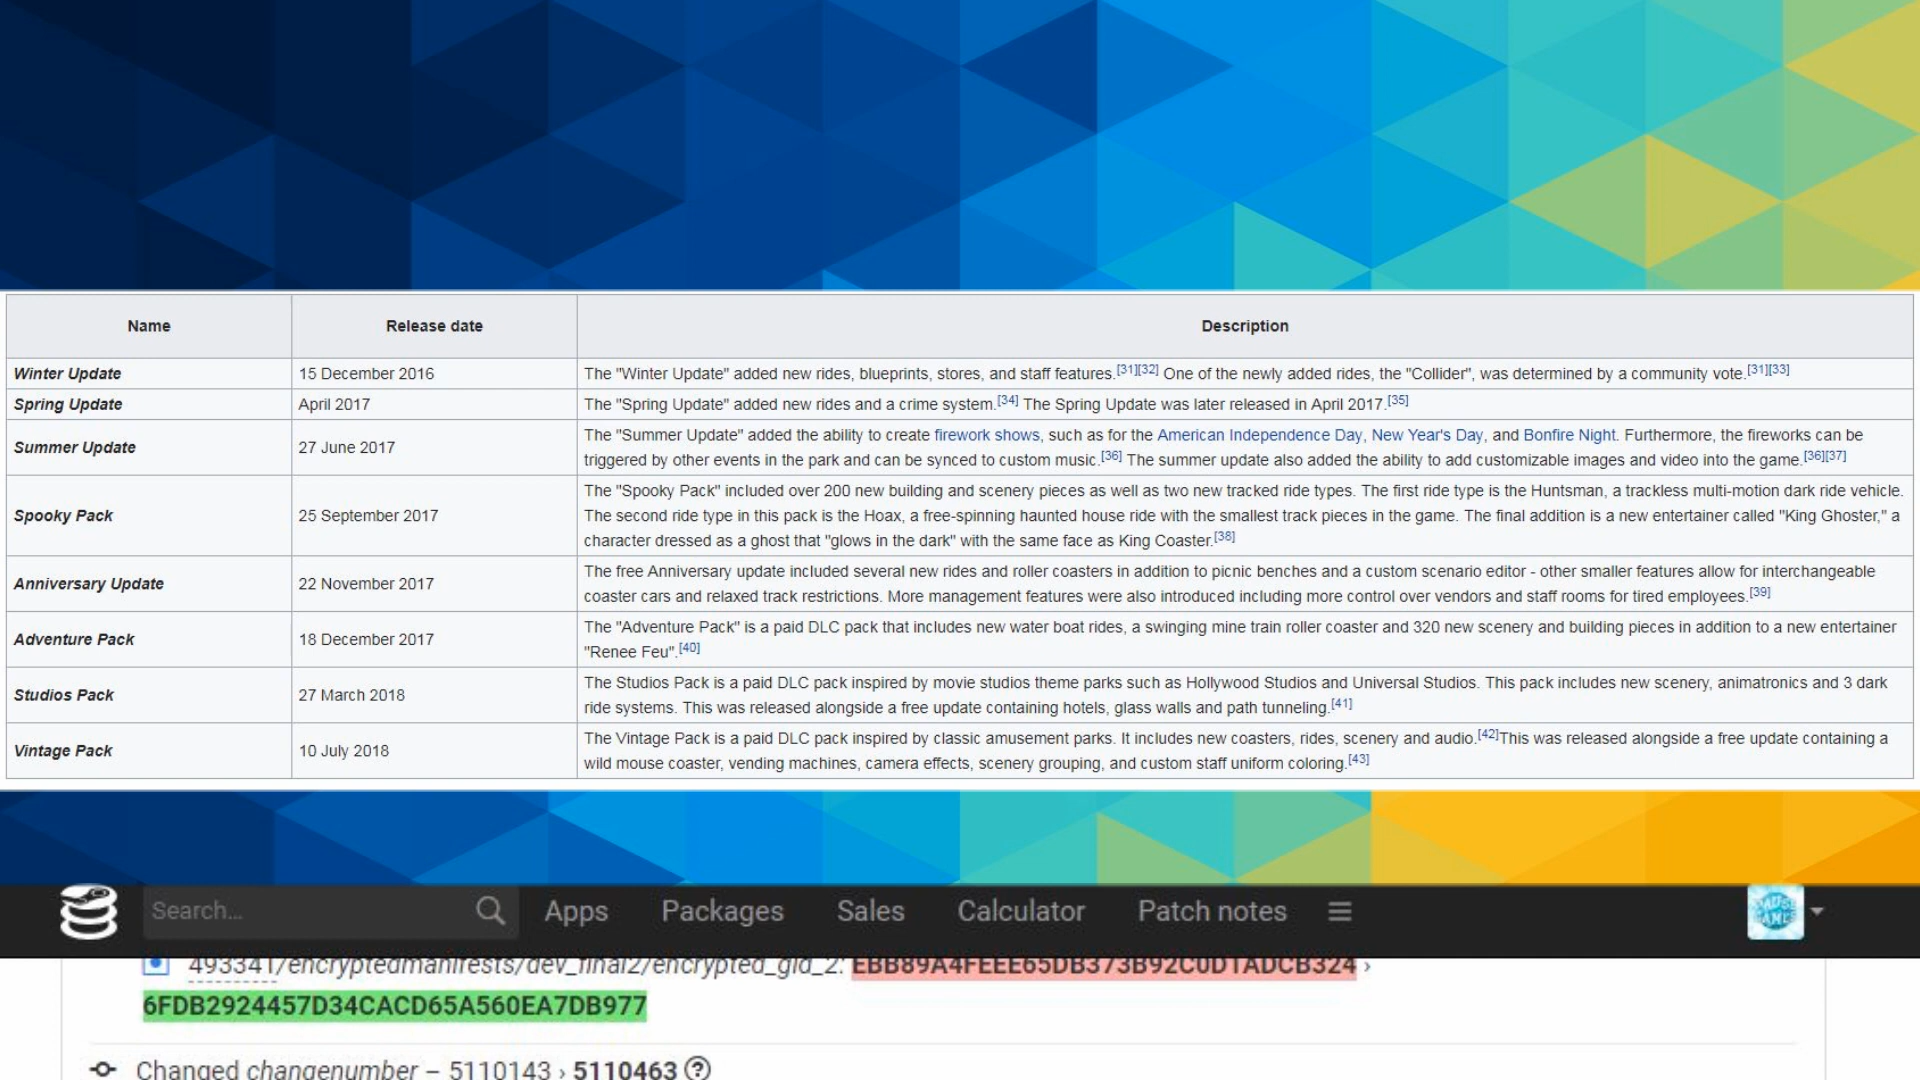 Name Release date Description
Winter Update 15 December 2016 The "Winter Update" added new rides, blueprints, stores, and staff features.[31][32] One of the newly added rides, the "Collider", was determined by a community vote.[31][33]
Spring Update April 2017 The "Spring Update" added new rides and a crime system.[34] The Spring Update was later released in April 2017.[35]
Summer Update 27 June 2017 The "Summer Update" added the ability to create firework shows, such as for the American Independence Day, New Year's Day, and Bonfire Night. Furthermore, the fireworks can be
triggered by other events in the park and can be synced to custom music.[36] The summer update also added the ability to add customizable images and video into the game.[36][37]
Spooky Pack 25 September 2017 The "Spooky Pack" included over 200 new building and scenery pieces as well as two new tracked ride types. The first ride type is the Huntsman, a trackless multi-motion dark ride vehicle.
The second ride type in this pack is the Hoax, a free-spinning haunted house ride with the smallest track pieces in the game. The final addition is a new entertainer called "King Ghoster," a
character dressed as a ghost that "glows in the dark" with the same face as King Coaster.[38]
Anniversary Update 22 November 2017 The free Anniversary update included several new rides and roller coasters in addition to picnic benches and a custom scenario editor - other smaller features allow for interchangeable
coaster cars and relaxed track restrictions. More management features were also introduced including more control over vendors and staff rooms for tired employees.[39]
Adventure Pack 18 December 2017 The "Adventure Pack" is a paid DLC pack that includes new water boat rides, a swinging mine train roller coaster and 320 new scenery and building pieces in addition to a new entertainer
"Renee Feu".[40]
Studios Pack 27 March 2018 The Studios Pack is a paid DLC pack inspired by movie studios theme parks such as Hollywood Studios and Universal Studios. This pack includes new scenery, animatronics and 3 dark
ride systems. This was released alongside a free update containing hotels, glass walls and path tunneling.[41]
Vintage Pack 10 July 2018 The Vintage Pack is a paid DLC pack inspired by classic amusement parks. It includes new coasters, rides, scenery and audio.[42]This was released alongside a free update containing a
wild mouse coaster, vending machines, camera effects, scenery grouping, and custom staff uniform coloring.[43]
Search... Apps Packages Sales Calculator Patch notes
493341/encryptedmanifests/dev_final2/encrypted_gid_2: EBB89A4FEEE65DB373B92C0D1ADCB324 ›
6FDB2924457D34CACD65A560EA7DB977
Changed changenumber – 5110143 › 5110463 ?